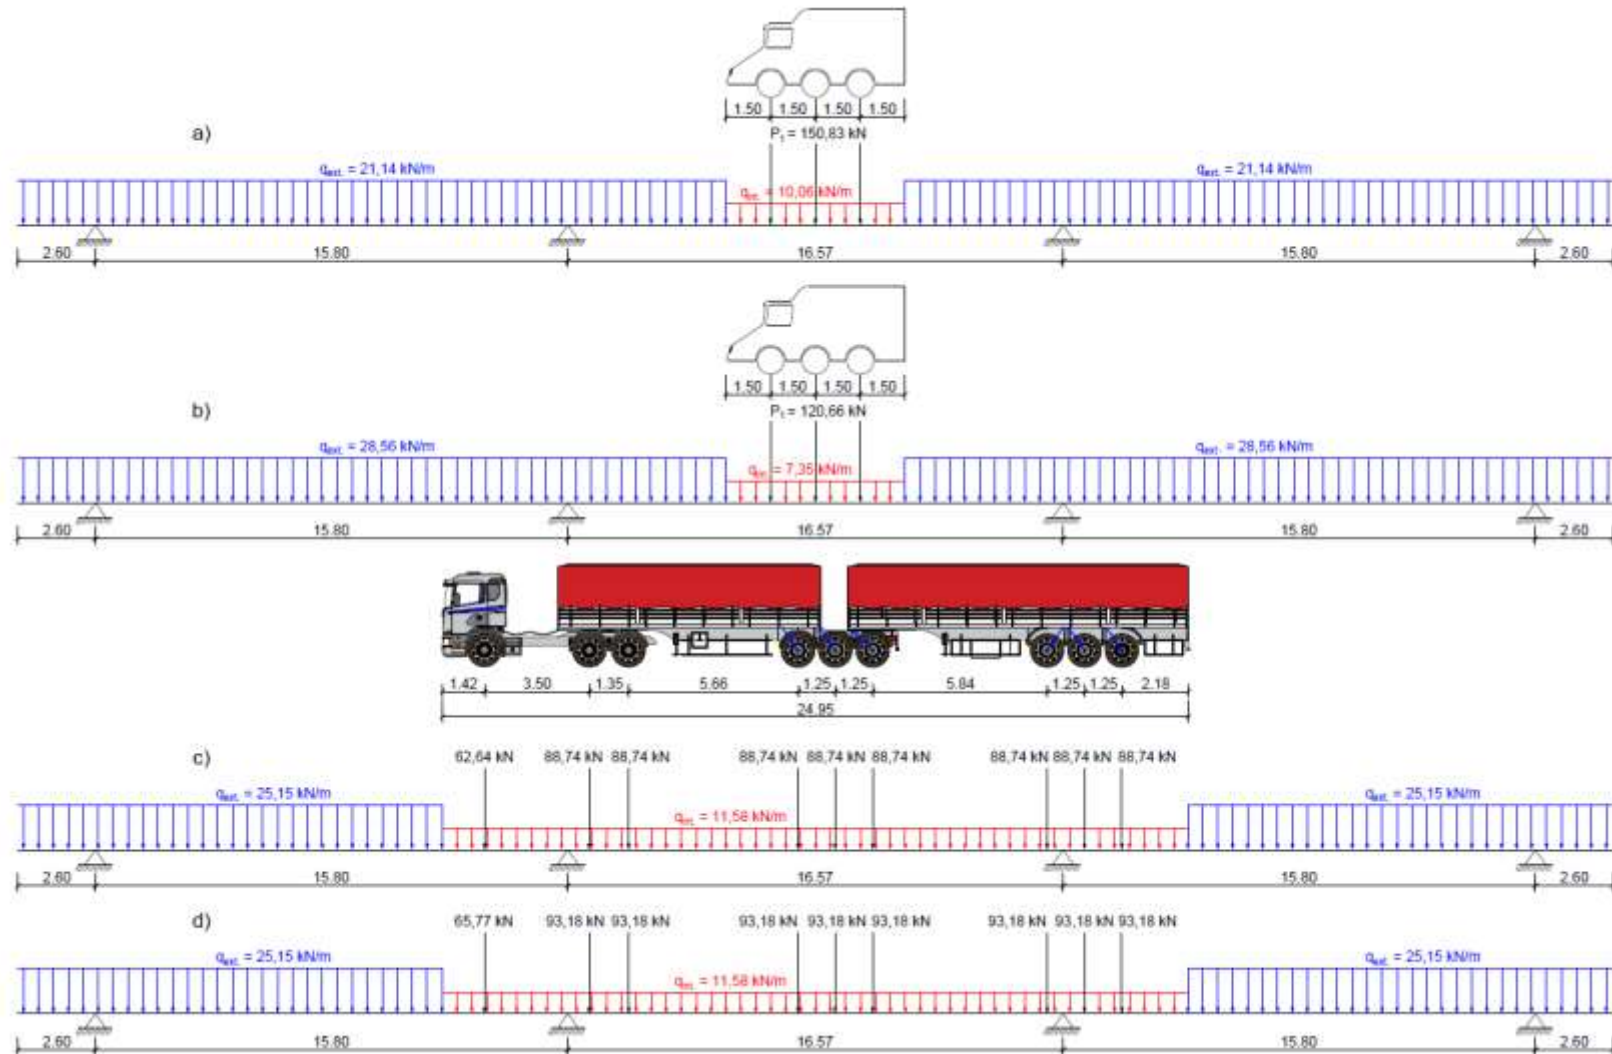 1.50 1.50 1.50 1.50
a)
P₁ = 150,83 kN
qext. = 21,14 kN/m qext. = 21,14 kN/m
qint. = 10,06 kN/m
2.60 15.80 16.57 15.80 2.60
1.50 1.50 1.50 1.50
b)
P₁ = 120,66 kN
qext. = 28,56 kN/m qext. = 28,56 kN/m
qint. = 7,35 kN/m
2.60 15.80 16.57 15.80 2.60
1.42 3.50 1.35 5.66 1.25 1.25 5.84 1.25 1.25 2.18
24.95
c)
62,64 kN 88,74 kN 88,74 kN 88,74 kN 88,74 kN 88,74 kN 88,74 kN 88,74 kN 88,74 kN
qext. = 25,15 kN/m qext. = 25,15 kN/m
qint. = 11,58 kN/m
2.60 15.80 16.57 15.80 2.60
d)
65,77 kN 93,18 kN 93,18 kN 93,18 kN 93,18 kN 93,18 kN 93,18 kN 93,18 kN 93,18 kN
qext. = 25,15 kN/m qext. = 25,15 kN/m
qint. = 11,58 kN/m
2.60 15.80 16.57 15.80 2.60